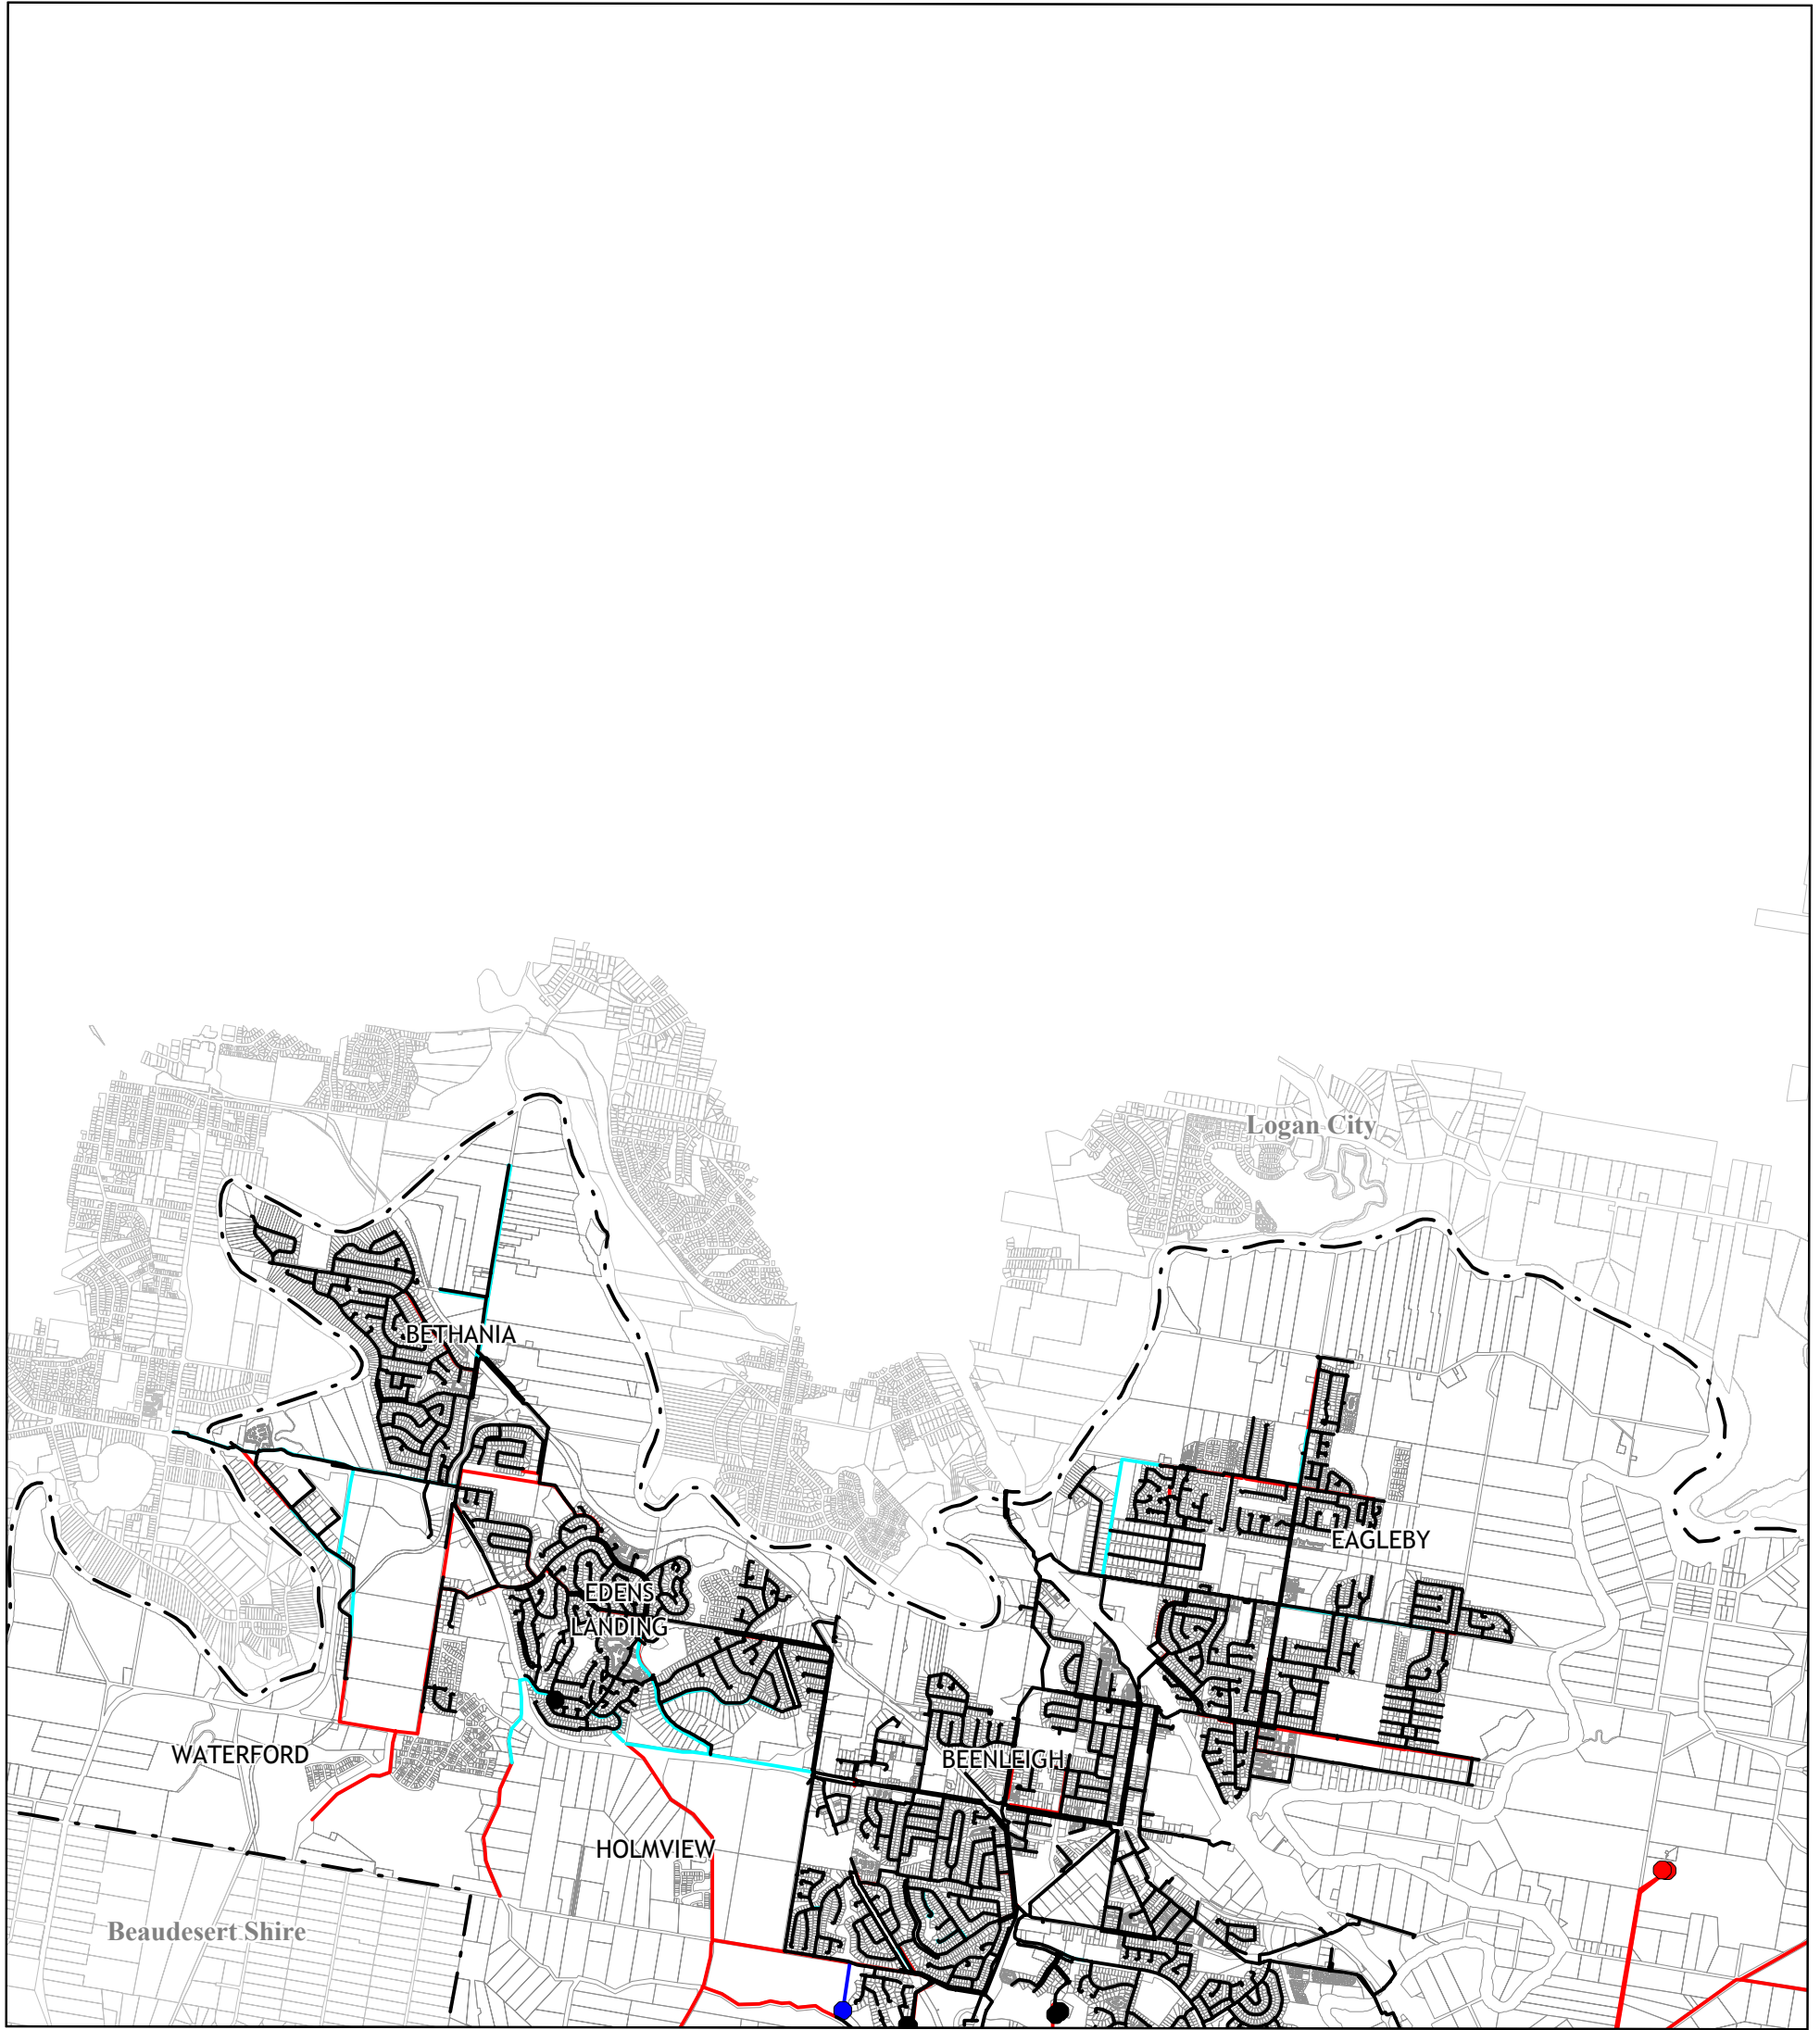 Logan City
BETHANIA
EAGLEBY
EDENS
LANDING
WATERFORD
BEENLEIGH
HOLMVIEW
Beaudesert Shire